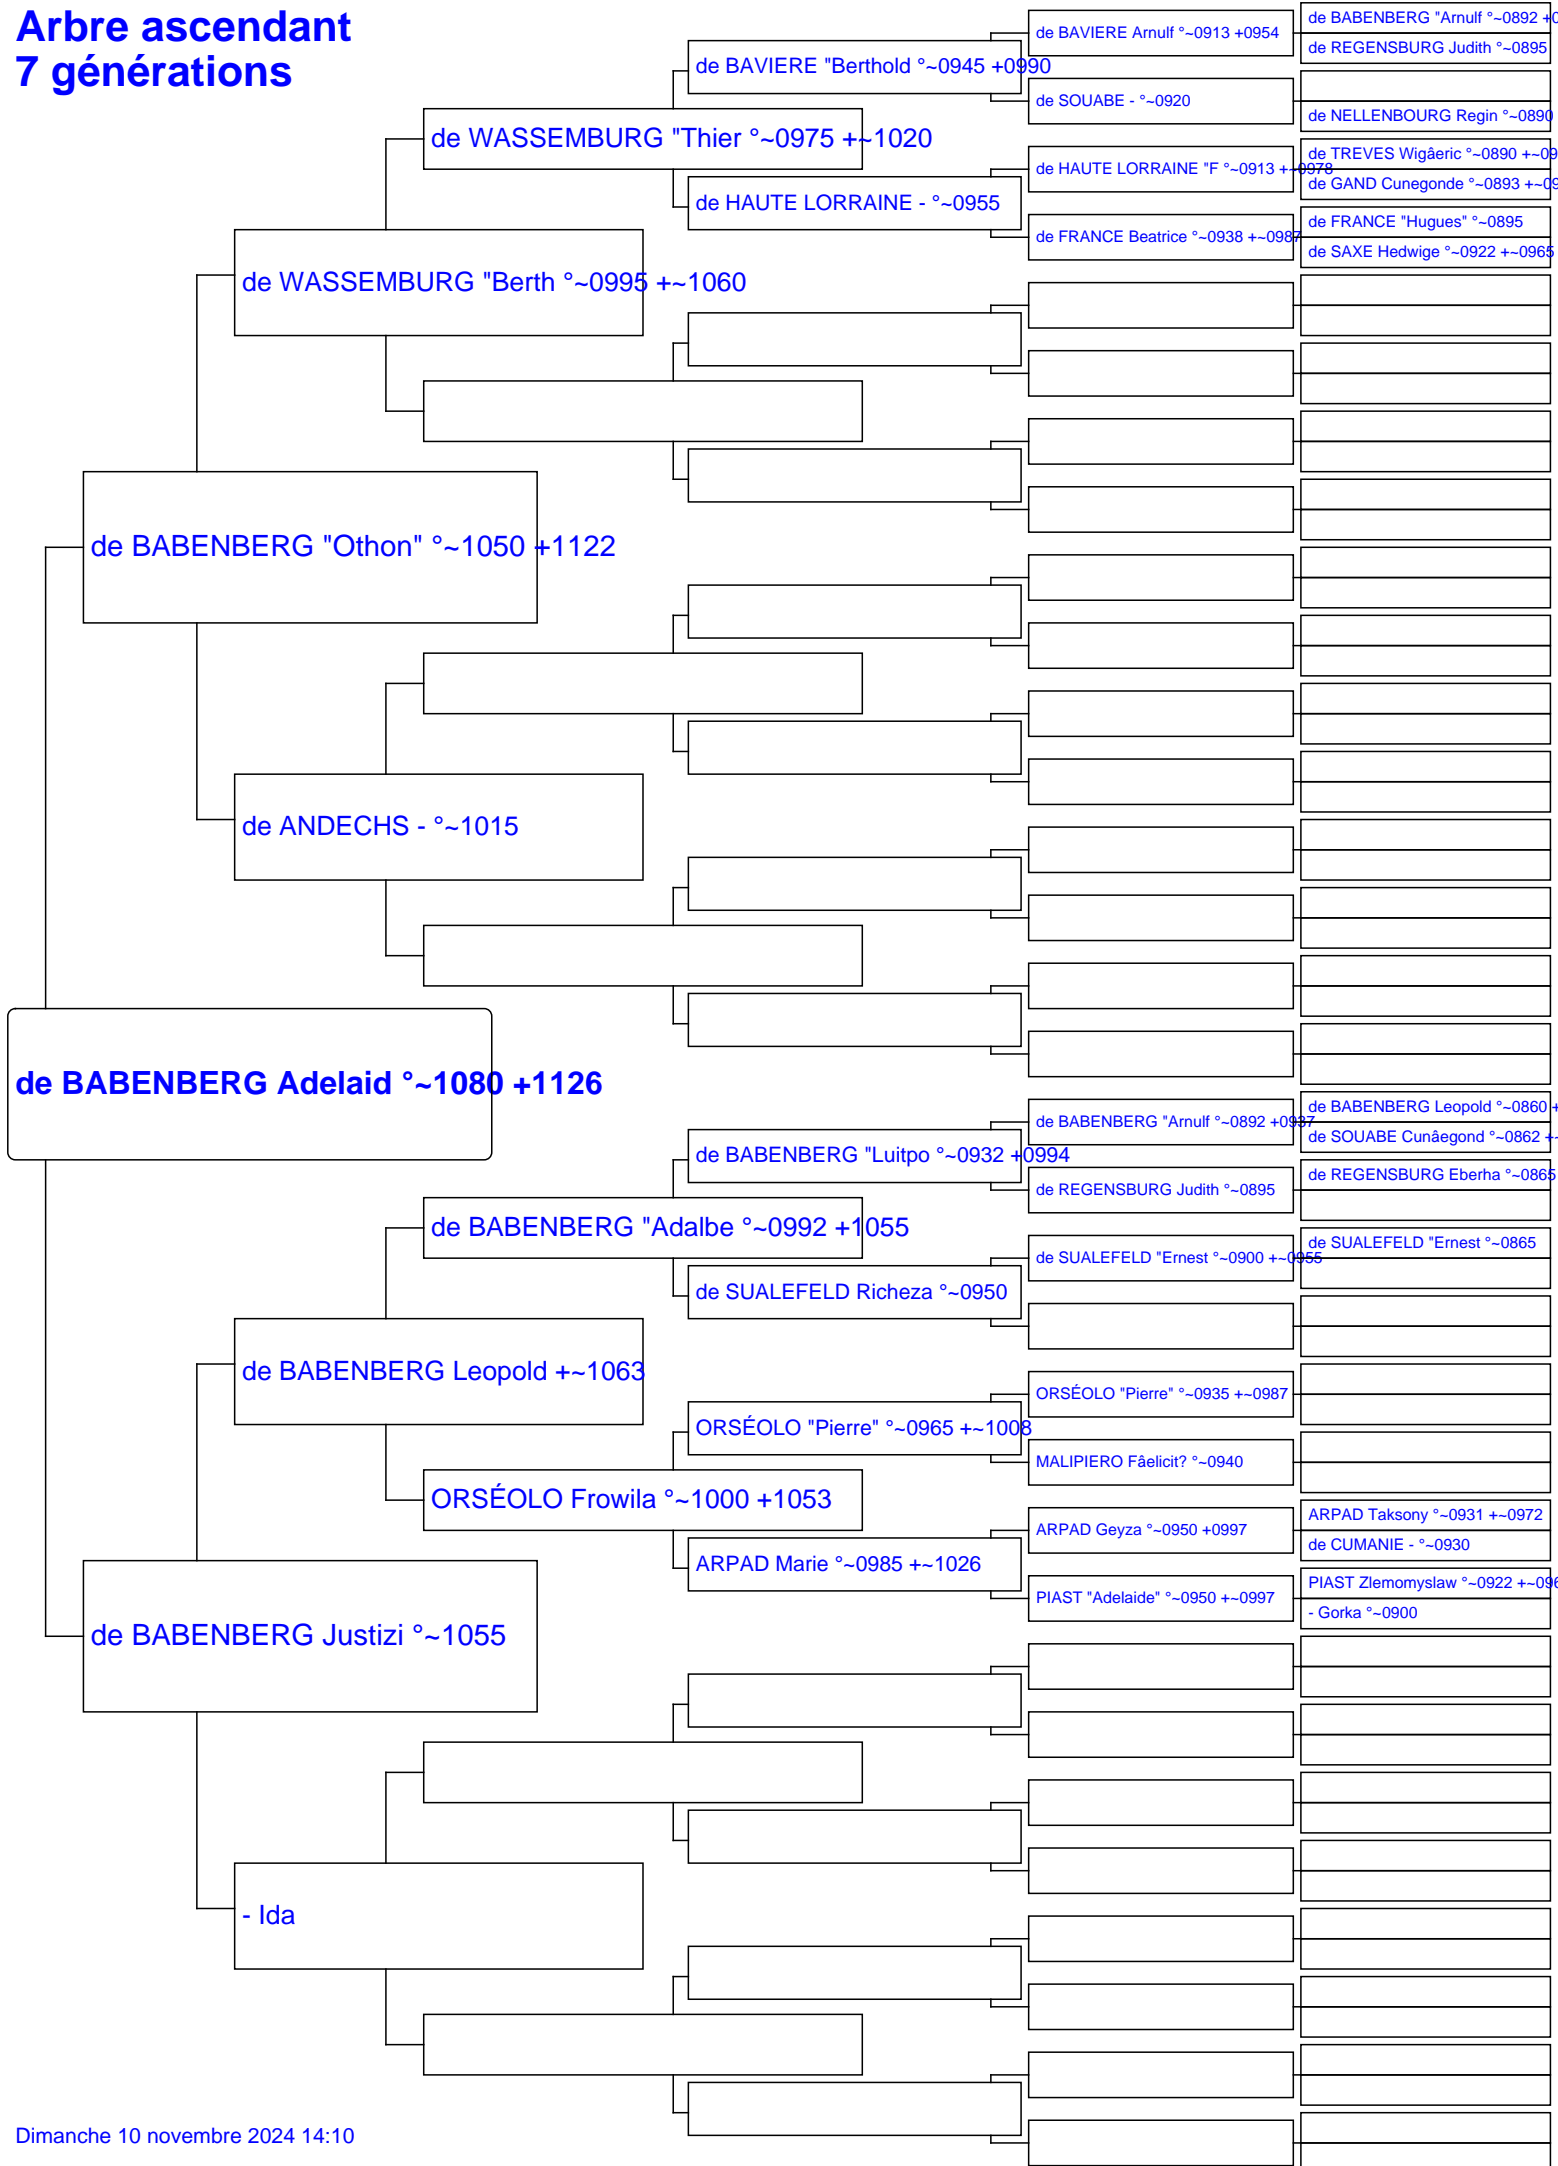 Arbre ascendant
7 générations
de BABENBERG Adelaid °~1080 +1126
de BABENBERG "Othon" °~1050 +1122
de BABENBERG Justizi °~1055
de WASSEMBURG "Berth °~0995 +~1060
de ANDECHS - °~1015
de BABENBERG Leopold +~1063
- Ida
de WASSEMBURG "Thier °~0975 +~1020
de BABENBERG "Adalbe °~0992 +1055
ORSÉOLO Frowila °~1000 +1053
de BAVIERE "Berthold °~0945 +0990
de HAUTE LORRAINE - °~0955
de BABENBERG "Luitpo °~0932 +0994
de SUALEFELD Richeza °~0950
ORSÉOLO "Pierre" °~0965 +~1008
ARPAD Marie °~0985 +~1026
de BAVIERE Arnulf °~0913 +0954
de SOUABE - °~0920
de HAUTE LORRAINE "F °~0913 +~0978
de FRANCE Beatrice °~0938 +~0987
de BABENBERG "Arnulf °~0892 +0937
de REGENSBURG Judith °~0895
de SUALEFELD "Ernest °~0900 +~0955
ORSÉOLO "Pierre" °~0935 +~0987
MALIPIERO Fâelicit? °~0940
ARPAD Geyza °~0950 +0997
PIAST "Adelaide" °~0950 +~0997
de BABENBERG "Arnulf °~0892 +0
de REGENSBURG Judith °~0895
de NELLENBOURG Regin °~0890
de TREVES Wigâeric °~0890 +~09
de GAND Cunegonde °~0893 +~09
de FRANCE "Hugues" °~0895
de SAXE Hedwige °~0922 +~0965
de BABENBERG Leopold °~0860 +
de SOUABE Cunâegond °~0862 +~
de REGENSBURG Eberha °~0865
de SUALEFELD "Ernest °~0865
ARPAD Taksony °~0931 +~0972
de CUMANIE - °~0930
PIAST Zlemomyslaw °~0922 +~096
- Gorka °~0900
Dimanche 10 novembre 2024 14:10